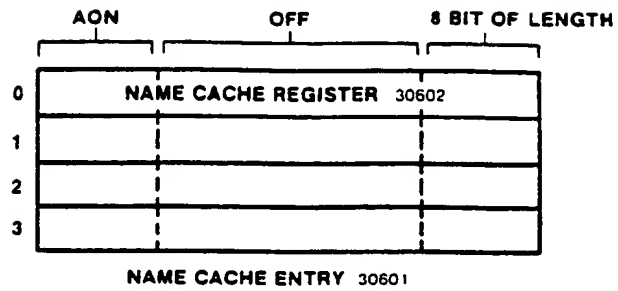 AON OFF 8 BIT OF LENGTH
0 NAME CACHE REGISTER 30602
1
2
3
NAME CACHE ENTRY 30601